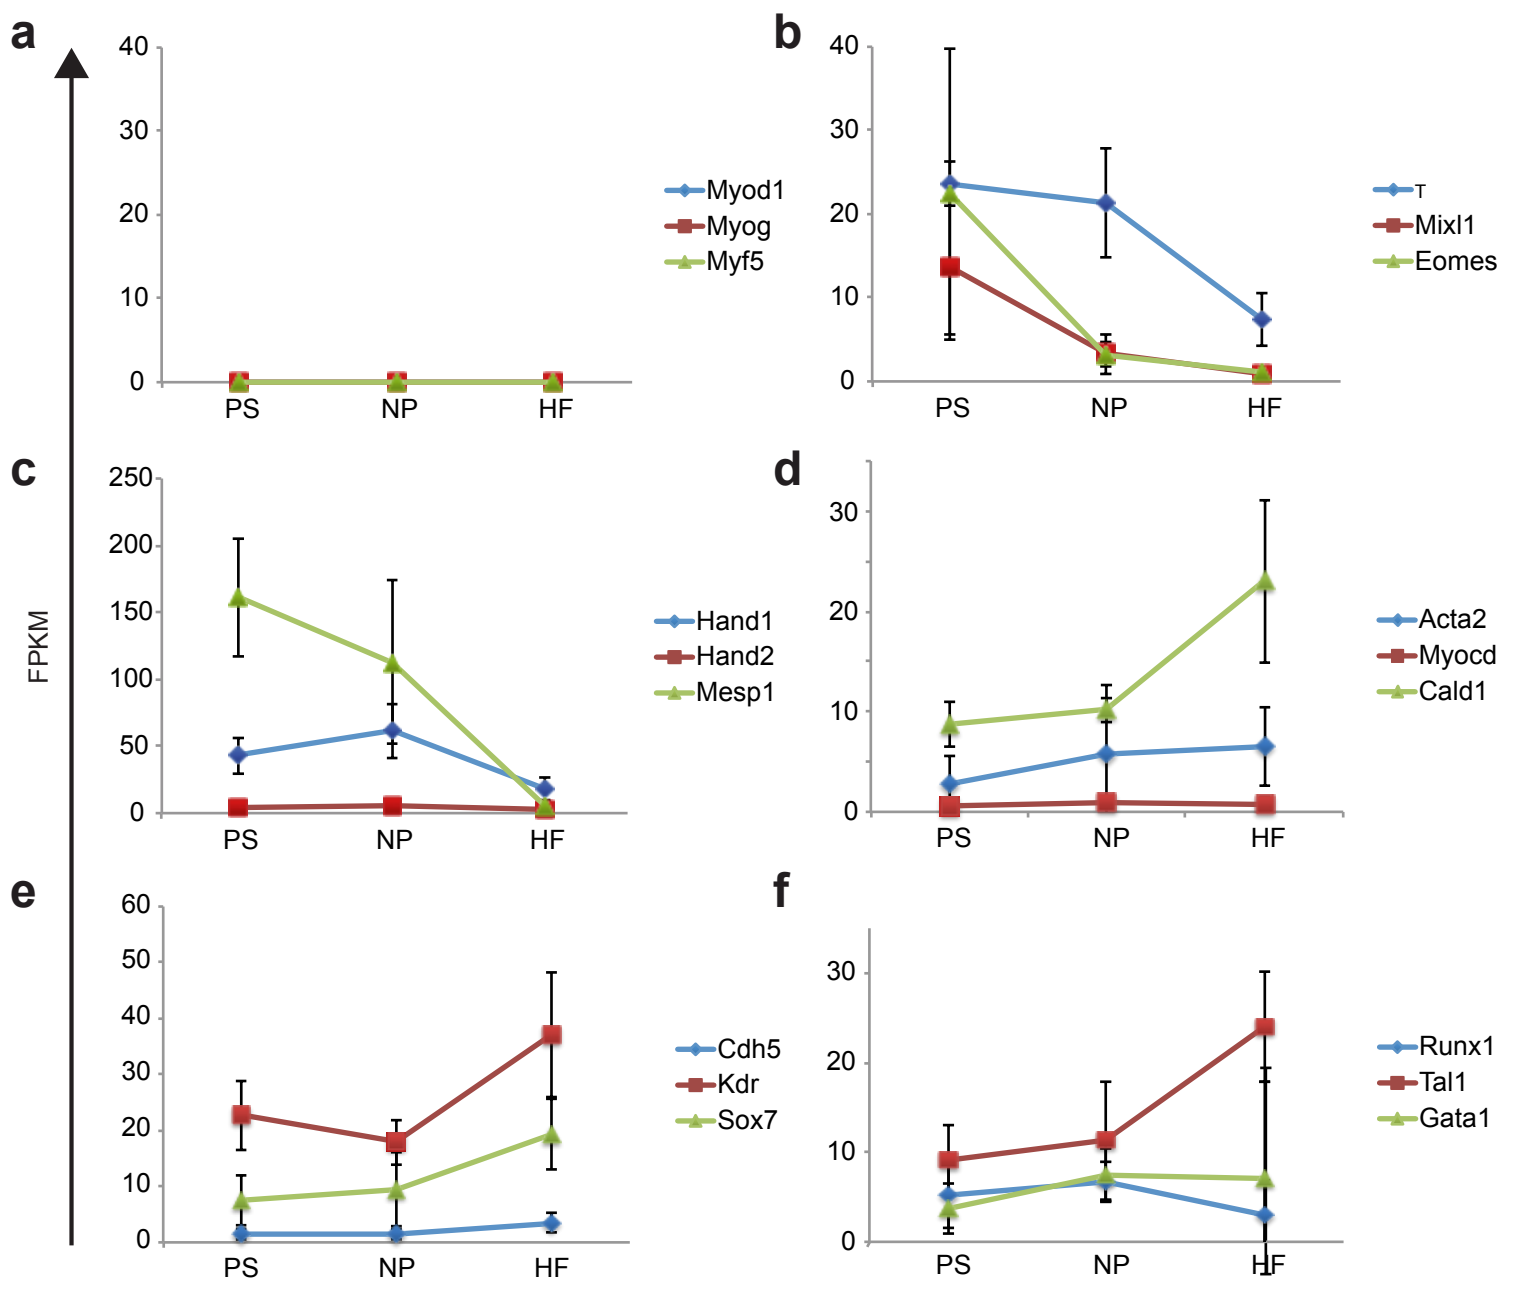 a
40
30
20
10
0
PS NP HF
Myod1
Myog
Myf5
b
40
30
20
10
0
PS NP HF
T
Mixl1
Eomes
FPKM
c
250
200
150
100
50
0
PS NP HF
Hand1
Hand2
Mesp1
d
30
20
10
0
PS NP HF
Acta2
Myocd
Cald1
e
60
50
40
30
20
10
0
PS NP HF
Cdh5
Kdr
Sox7
f
30
20
10
0
PS NP HF
Runx1
Tal1
Gata1